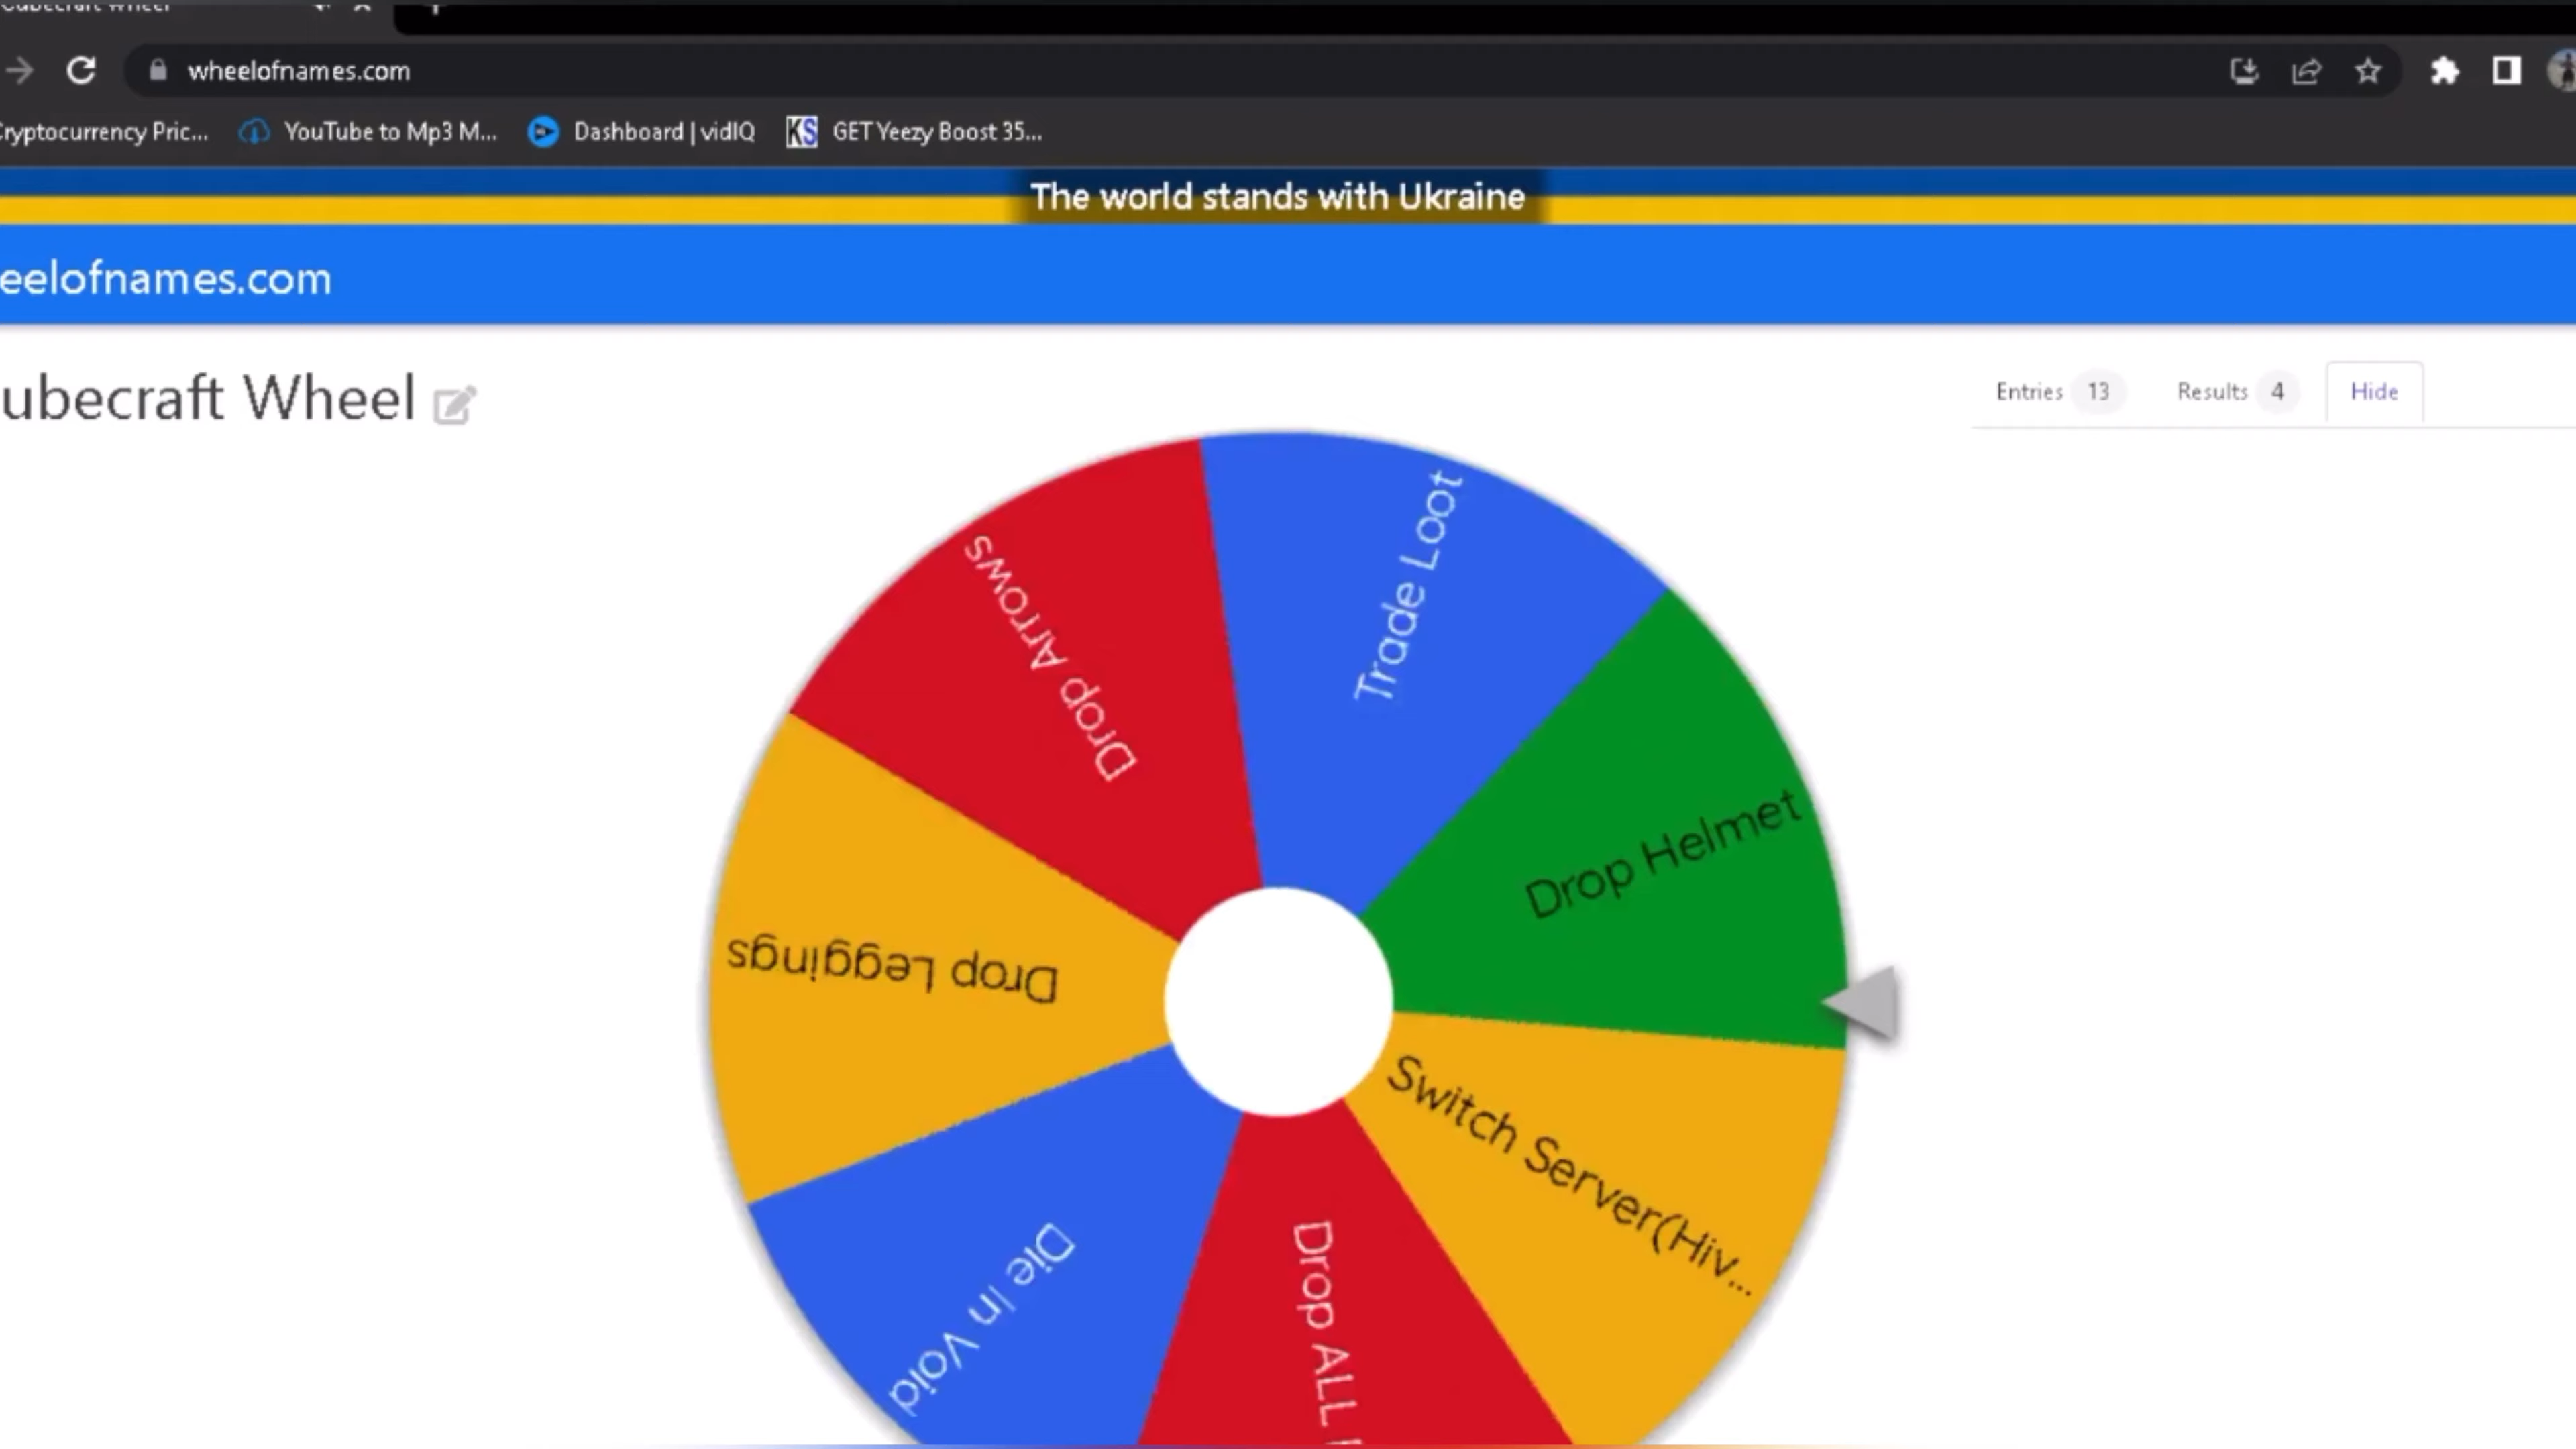 wheelofnames.com
ryptocurrency Pric...
YouTube to Mp3 M...
Dashboard | vidIQ
KS
GET Yeezy Boost 35...
The world stands with Ukraine
eelofnames.com
ubecraft Wheel
Entries 13
Results 4
Hide
Trade Loot
Drop Helmet
Switch Server(Hiv...
Drop ALL
Die In Void
Drop Leggings
Drop Arrows